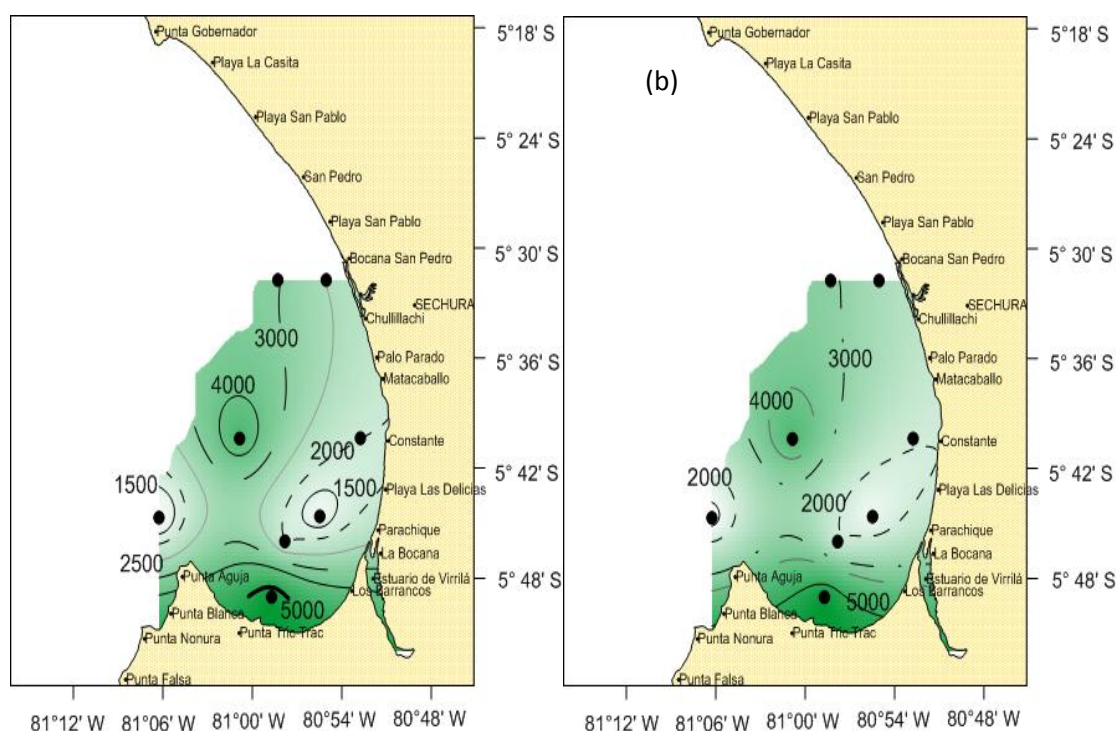 Punta Gobernador
Playa La Casita
Playa San Pablo
San Pedro
Playa San Pablo
Bocana San Pedro
SECHURA
Chullillachi
3000
Palo Parado
4000
Matacaballo
2000
Constante
1500
1500
Playa Las Delicias
Parachique
2500
La Bocana
Punta Aguja
Estuario de Virrilá
Los Barrancos
5000
Punta Blanca
Punta Tric Trac
Punta Nonura
Punta Falsa
5° 18' S
5° 24' S
5° 30' S
5° 36' S
5° 42' S
5° 48' S
81° 12' W 81° 06' W 81° 00' W 80° 54' W 80° 48' W
(b)
Punta Gobernador
Playa La Casita
Playa San Pablo
San Pedro
Playa San Pablo
Bocana San Pedro
SECHURA
Chullillachi
3000
Palo Parado
Matacaballo
4000
Constante
2000
Playa Las Delicias
2000
Parachique
La Bocana
Punta Aguja
Estuario de Virrilá
Los Barrancos
5000
Punta Blanca
Punta Tric Trac
Punta Nonura
Punta Falsa
5° 18' S
5° 24' S
5° 30' S
5° 36' S
5° 42' S
5° 48' S
81° 12' W 81° 06' W 81° 00' W 80° 54' W 80° 48' W